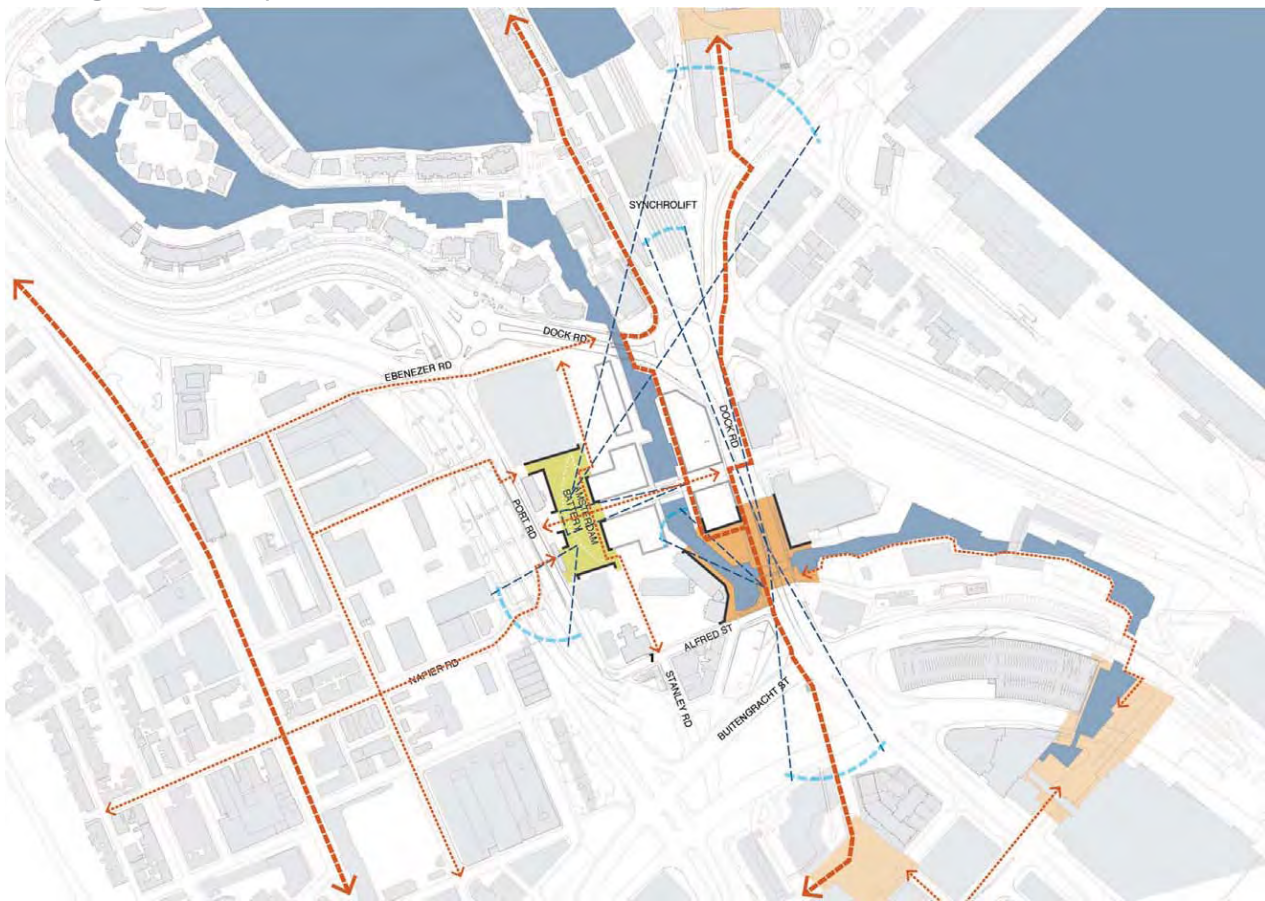 SYNCHROLIFT
DOCK RD
EBENEZER RD
DOCK RD
AMSTERDAM
BATTERY
PORT RD
ALFRED ST
NAPIER RD
1
STANLEY RD
BUITENGRACHT ST